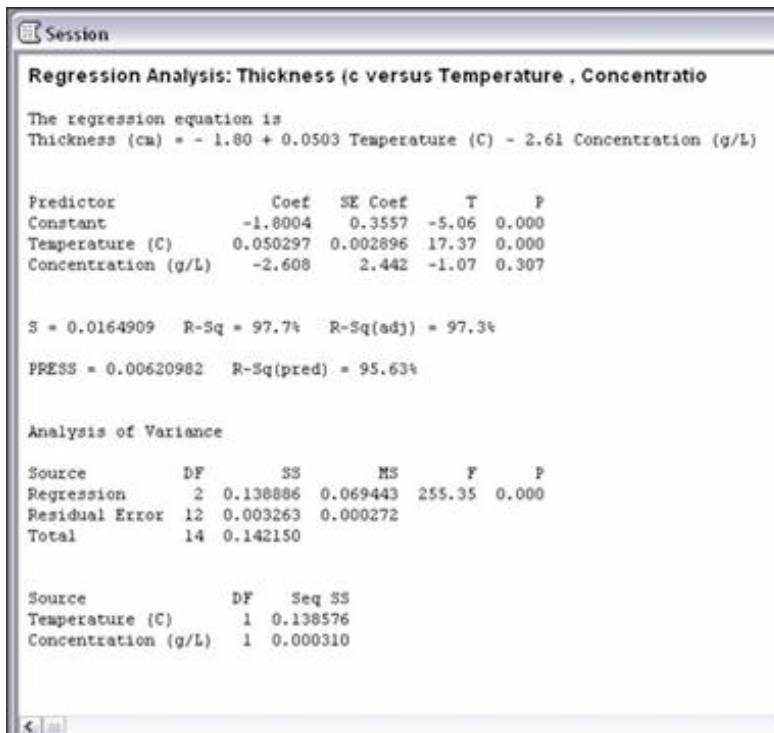 Session
Regression Analysis: Thickness (c versus Temperature , Concentratio
The regression equation is
Thickness (cm) = - 1.80 + 0.0503 Temperature (C) - 2.61 Concentration (g/L)
Predictor Coef SE Coef T P
Constant -1.8004 0.3557 -5.06 0.000
Temperature (C) 0.050297 0.002896 17.37 0.000
Concentration (g/L) -2.608 2.442 -1.07 0.307
S = 0.0164909 R-Sq = 97.7% R-Sq(adj) = 97.3%
PRESS = 0.00620982 R-Sq(pred) = 95.63%
Analysis of Variance
Source DF SS MS F P
Regression 2 0.138886 0.069443 255.35 0.000
Residual Error 12 0.003263 0.000272
Total 14 0.142150
Source DF Seq SS
Temperature (C) 1 0.138576
Concentration (g/L) 1 0.000310